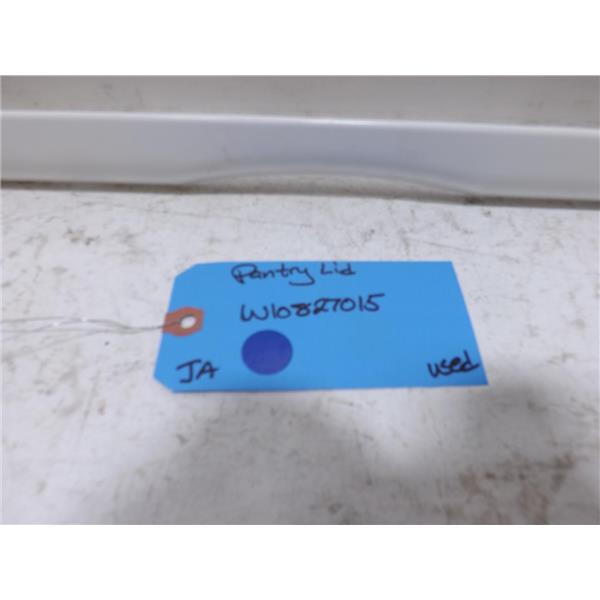 Pantry Lid
W10827015
JA
used